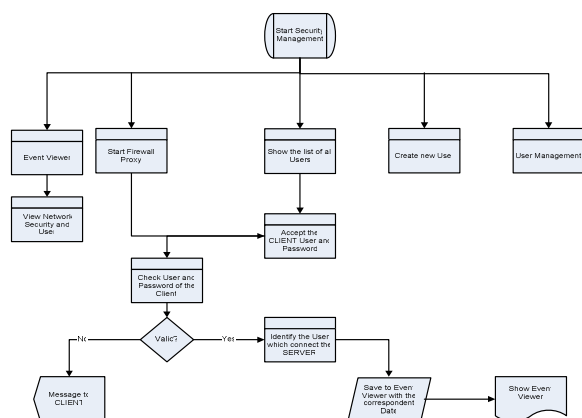 Start Security
Management
Event Viewer
Start Firewall
Proxy
Show the list of al
Users
Create new Use
User Management
View Network
Security and
User
Accept the
CLIENT User and
Password
Check User and
Password of the
Client
Valic?
No
Yes
Identify the User
which connect the
SERVER
Message to
CLIENT
Save to Event
Viewer with the
correspondent
Date
Show Event
Viewer